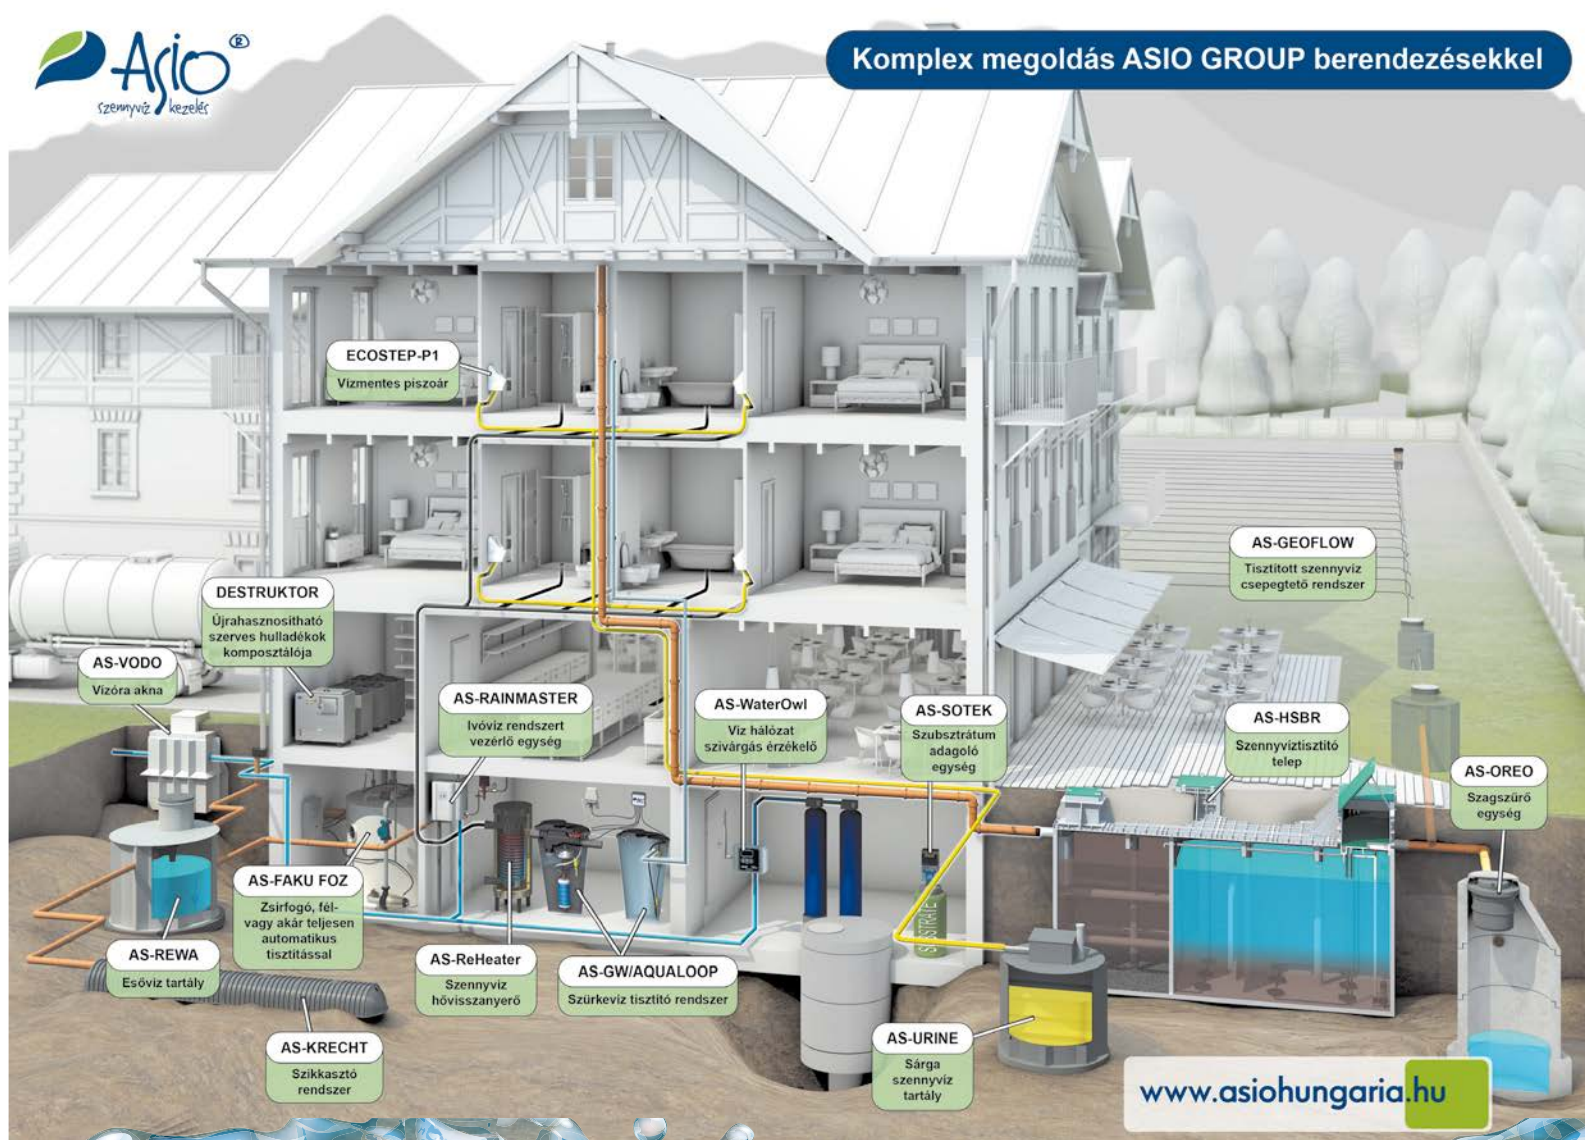 Asio®
szennyvíz kezelés
Komplex megoldás ASIO GROUP berendezésekkel
ECOSTEP-P1
Vízmentes piszoár
AS-GEOFLOW
Tisztított szennyvíz
csepegtető rendszer
DESTRUKTOR
Újrahasznosítható
szerves hulladékok
komposztálója
AS-VODO
Vízóra akna
AS-RAINMASTER
Ivóvíz rendszert
vezérlő egység
AS-WaterOwl
Víz hálózat
szivárgás érzékelő
AS-SOTEK
Szubsztrátum
adagoló
egység
AS-HSBR
Szennyvíztisztító
telep
AS-OREO
Szagszűrő
egység
AS-FAKU FOZ
Zsírfogó, fél-
vagy akár teljesen
automatikus
tisztítással
SUBSTRATE
AS-REWA
Esővíz tartály
AS-ReHeater
Szennyvíz
hővisszanyerő
AS-GW/AQUALOOP
Szürkevíz tisztító rendszer
AS-KRECHT
Szikkasztó
rendszer
AS-URINE
Sárga
szennyvíz
tartály
www.asiohungaria.hu